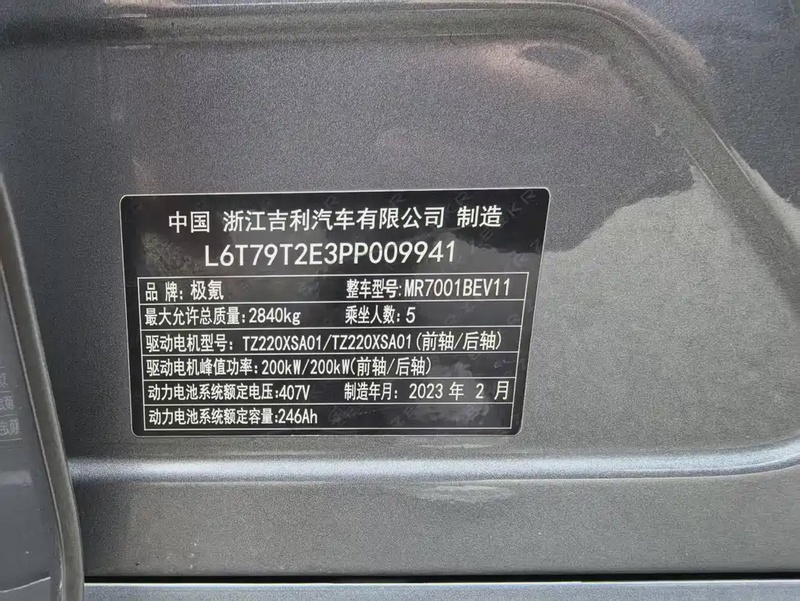 中国 浙江吉利汽车有限公司 制造
L6T79T2E3PP009941
品 牌: 极氪 整车型号: MR7001BEV11
最大允许总质量: 2840kg 乘坐人数: 5
驱动电机型号: TZ220XSA01/TZ220XSA01(前轴/后轴)
驱动电机峰值功率: 200kW/200kW(前轴/后轴)
动力电池系统额定电压: 407V 制造年月: 2023 年 2 月
动力电池系统额定容量: 246Ah
ZEEKR